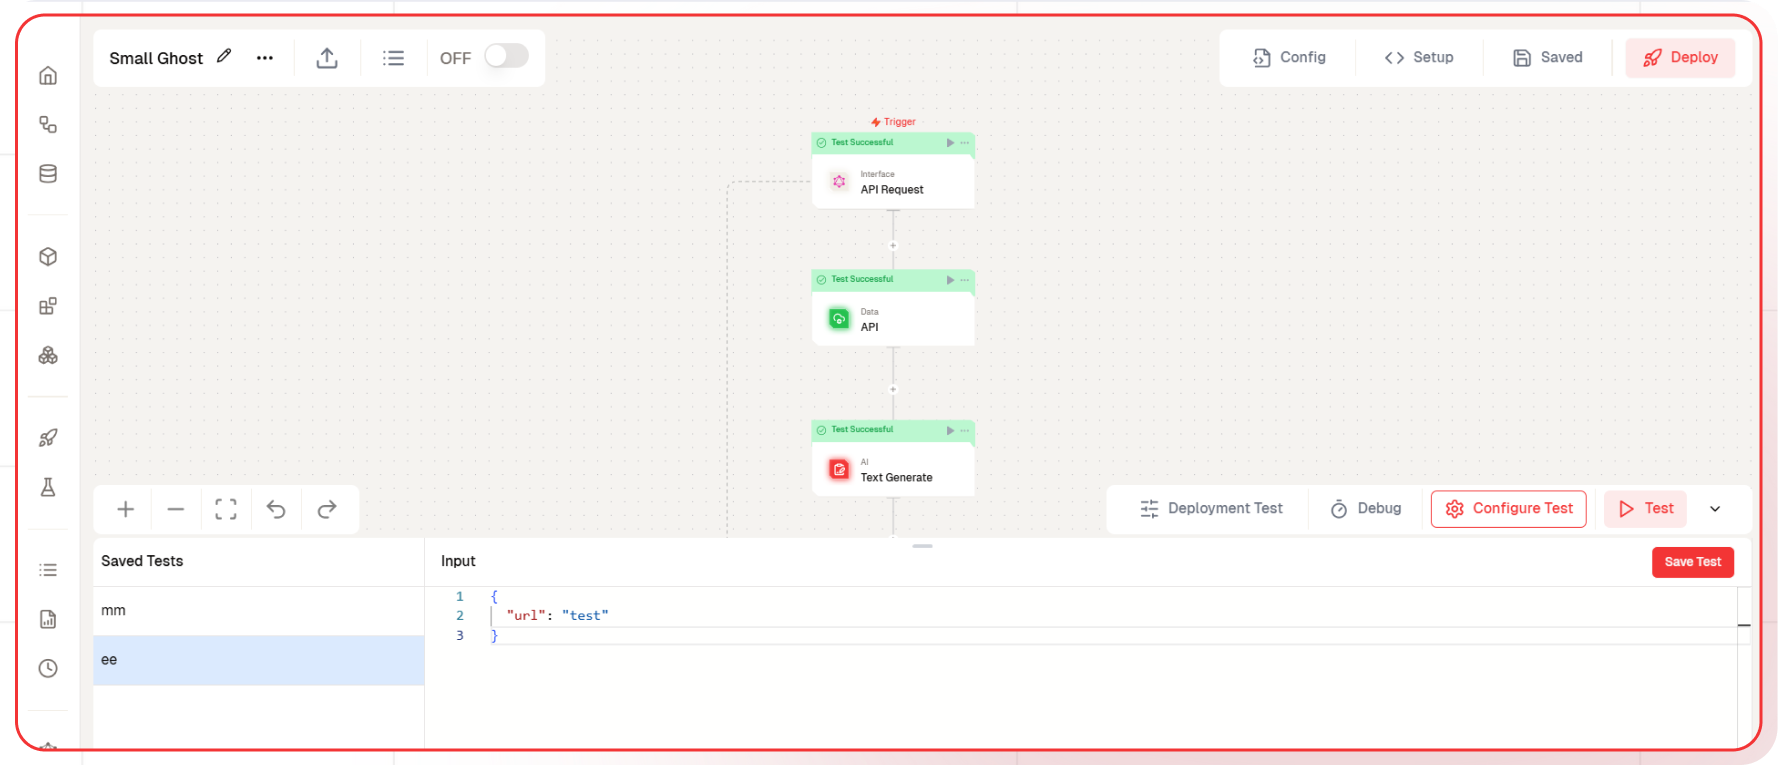 Small Ghost
OFF
Config
Setup
Saved
Deploy
Trigger
Test Successful
Interface
API Request
Test Successful
Data
API
Test Successful
AI
Text Generate
Deployment Test
Debug
Configure Test
Test
Saved Tests
Input
Save Test
mm
ee
1 {
2 "url": "test"
3 }